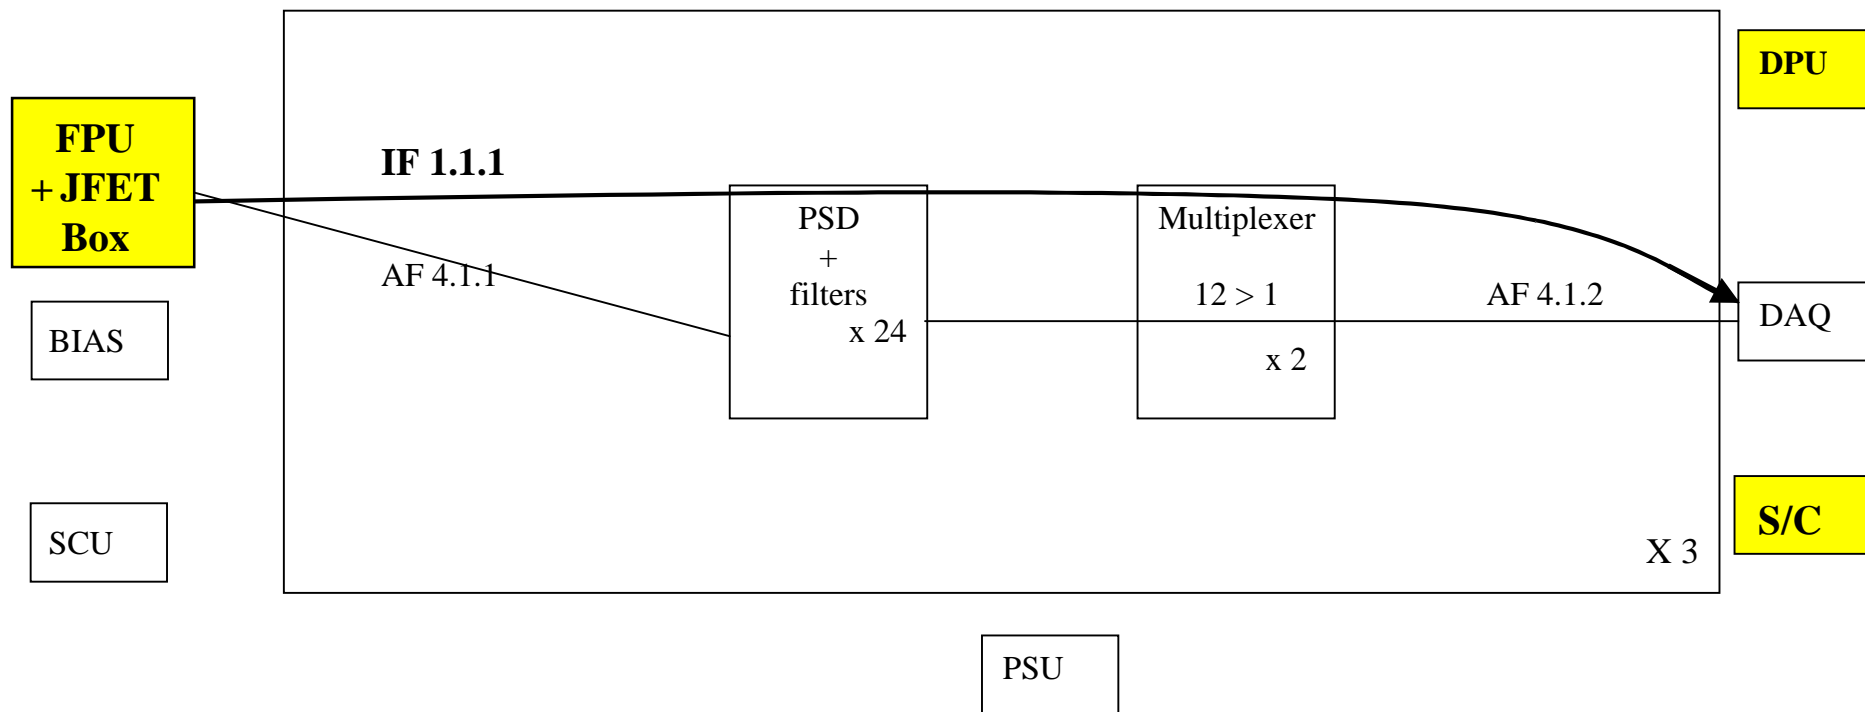 DPU
FPU
+ JFET
Box
IF 1.1.1
PSD
+
filters
x 24
Multiplexer
12 > 1
x 2
AF 4.1.1
AF 4.1.2
DAQ
BIAS
SCU
S/C
X 3
PSU